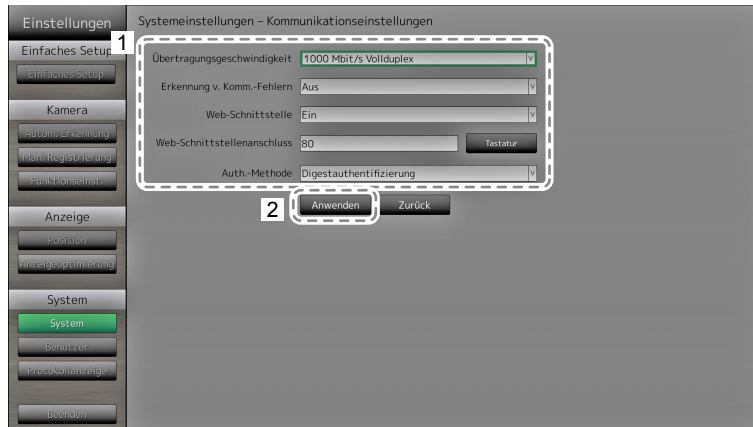 Einstellungen
Einfaches Setup
Einfaches Setup
Kamera
Autom. Erkennung
Man. Registrierung
Funktionseinst.
Anzeige
Position
Anzeigeoptimierung
System
System
Benutzer
Protokollanzeige
Beenden
Systemeinstellungen – Kommunikationseinstellungen
1
Übertragungsgeschwindigkeit 1000 Mbit/s Vollduplex
Erkennung v. Komm.-Fehlern Aus
Web-Schnittstelle Ein
Web-Schnittstellenanschluss 80 Tastatur
Auth.-Methode Digestauthentifizierung
2 Anwenden Zurück